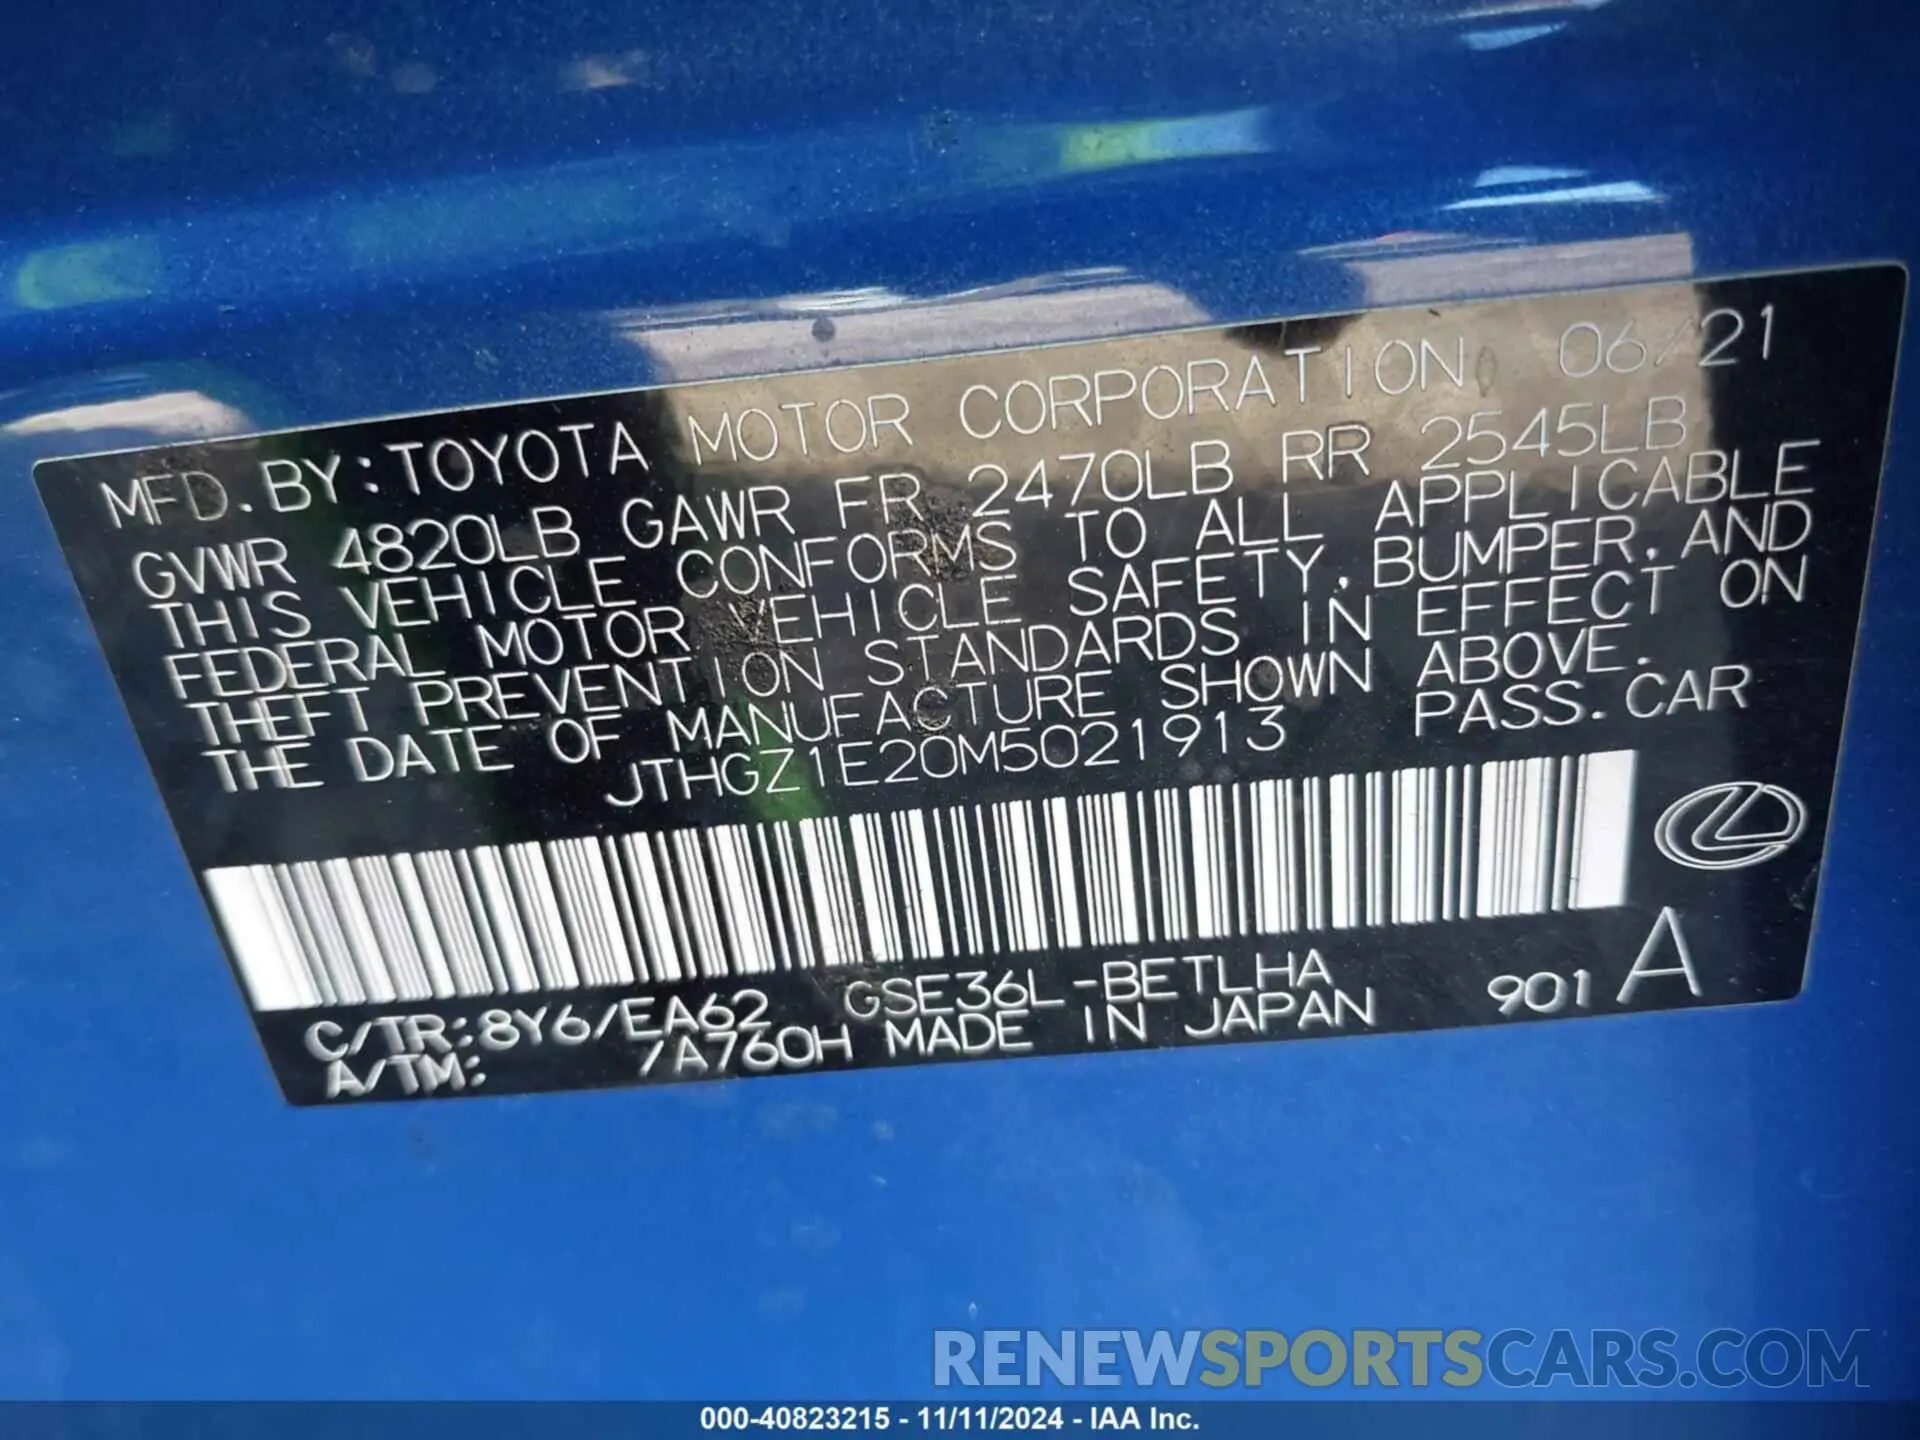 MFD. BY: TOYOTA MOTOR CORPORATION 06/21
GVWR 4820LB GAWR FR 2470LB RR 2545LB
THIS VEHICLE CONFORMS TO ALL APPLICABLE
FEDERAL MOTOR VEHICLE SAFETY, BUMPER, AND
THEFT PREVENTION STANDARDS IN EFFECT ON
THE DATE OF MANUFACTURE SHOWN ABOVE.
JTHGZ1E20M5021913 PASS. CAR
C/TR: 8Y6/EA62 GSE36L-BETLHA
A/TM: /A760H MADE IN JAPAN 901 A
RENEWSPORTSCARS.COM
000-40823215 - 11/11/2024 - IAA Inc.